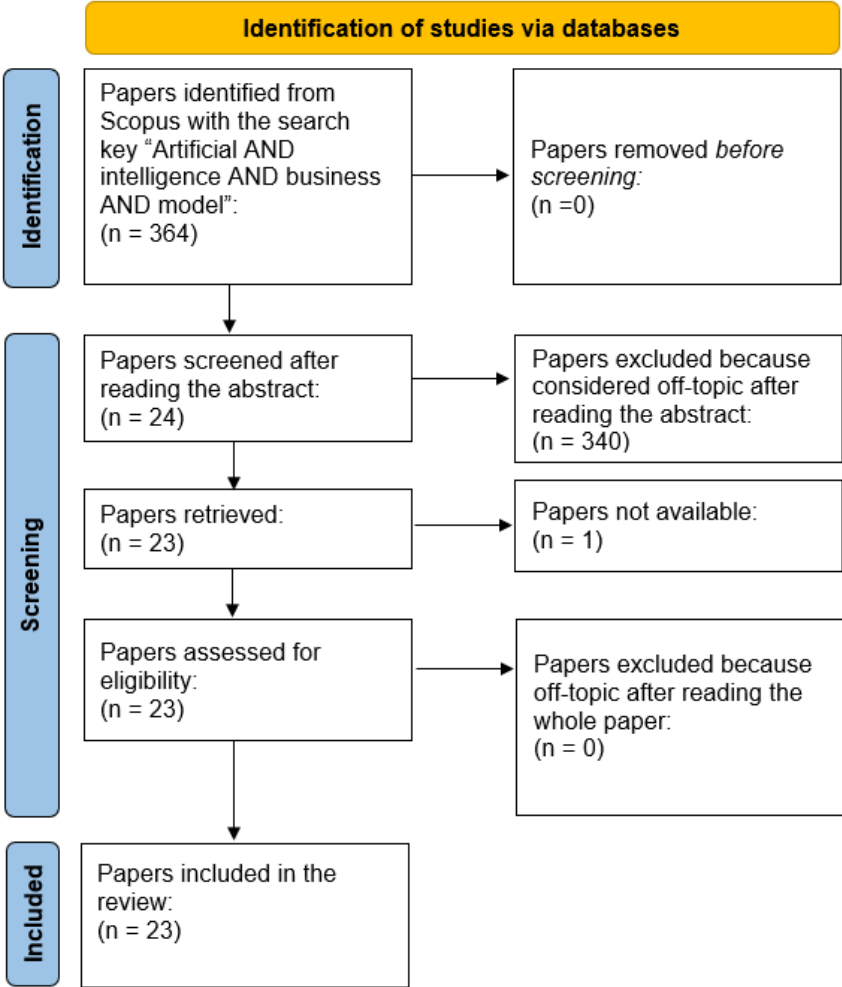 Identification of studies via databases
Identification
Papers identified from
Scopus with the search
key “Artificial AND
intelligence AND business
AND model”:
(n = 364)
Papers removed before
screening:
(n =0)
Screening
Papers screened after
reading the abstract:
(n = 24)
Papers excluded because
considered off-topic after
reading the abstract:
(n = 340)
Papers retrieved:
(n = 23)
Papers not available:
(n = 1)
Papers assessed for
eligibility:
(n = 23)
Papers excluded because
off-topic after reading the
whole paper:
(n = 0)
Included
Papers included in the
review:
(n = 23)